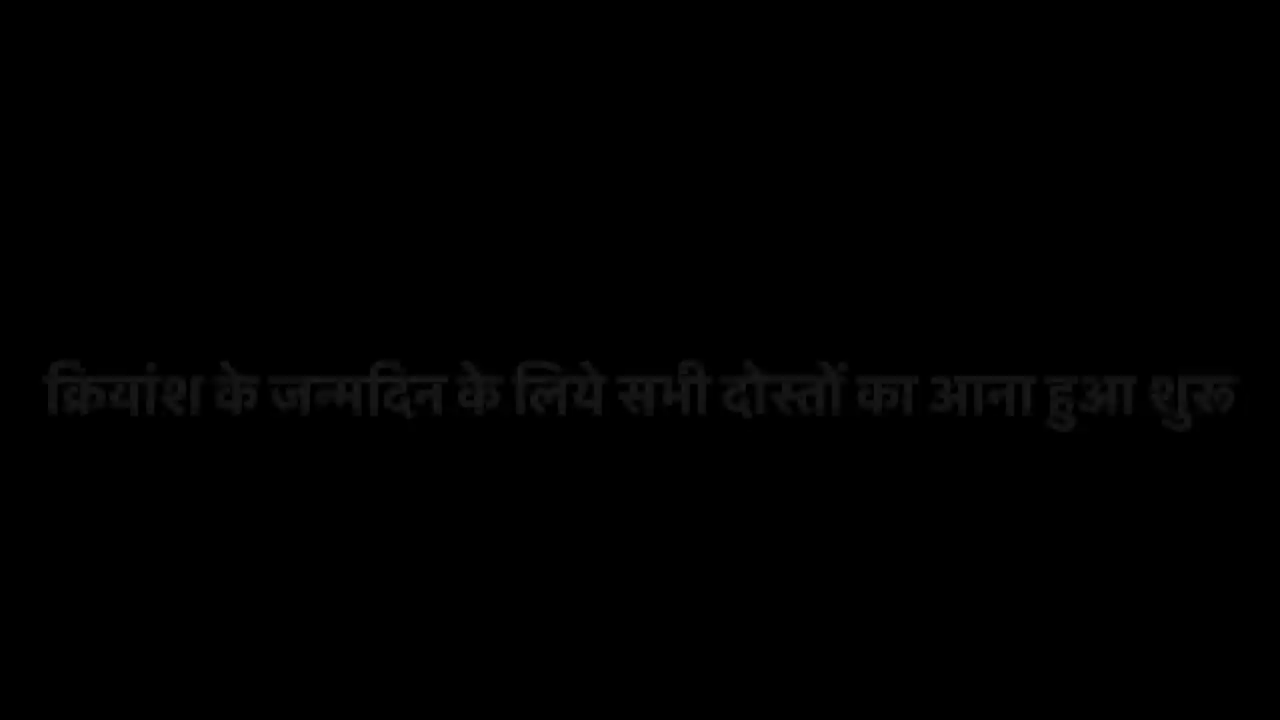 क्रियांश के जन्मदिन के लिये सभी दोस्तों का आना हुआ शुरू